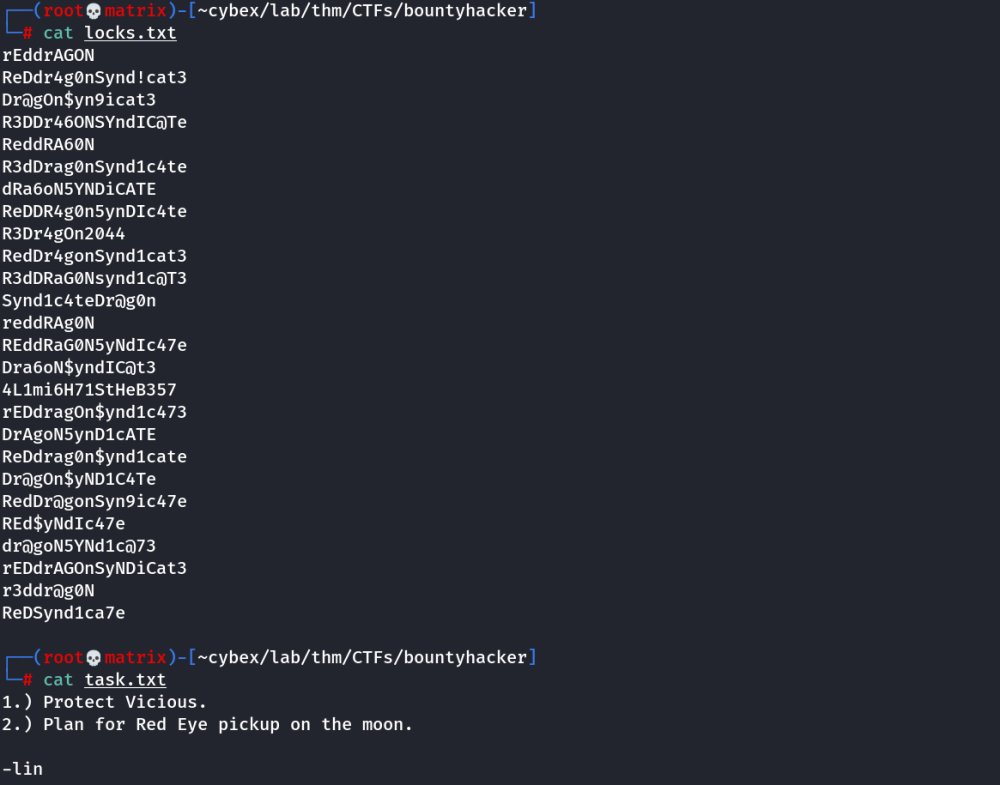 (root💀matrix)-[~cybex/lab/thm/CTFs/bountyhacker]
# cat locks.txt
rEddrAGON
ReDdr4g0nSynd!cat3
Dr@gOn$yn9icat3
R3DDr46ONSYndIC@Te
ReddRA60N
R3dDrag0nSynd1c4te
dRa6oN5YNDiCATE
ReDDR4g0n5ynDIc4te
R3Dr4gOn2044
RedDr4gonSynd1cat3
R3dDRaG0Nsynd1c@T3
Synd1c4teDr@g0n
reddRAg0N
REddRaG0N5yNdIc47e
Dra6oN$yndIC@t3
4L1mi6H71StHeB357
rEDdragOn$ynd1c473
DrAgoN5ynD1cATE
ReDdrag0n$ynd1cate
Dr@gOn$yND1C4Te
RedDr@gonSyn9ic47e
REd$yNdIc47e
dr@goN5YNd1c@73
rEDdrAGOnSyNDiCat3
r3ddr@g0N
ReDSynd1ca7e
(root💀matrix)-[~cybex/lab/thm/CTFs/bountyhacker]
# cat task.txt
1.) Protect Vicious.
2.) Plan for Red Eye pickup on the moon.
-lin